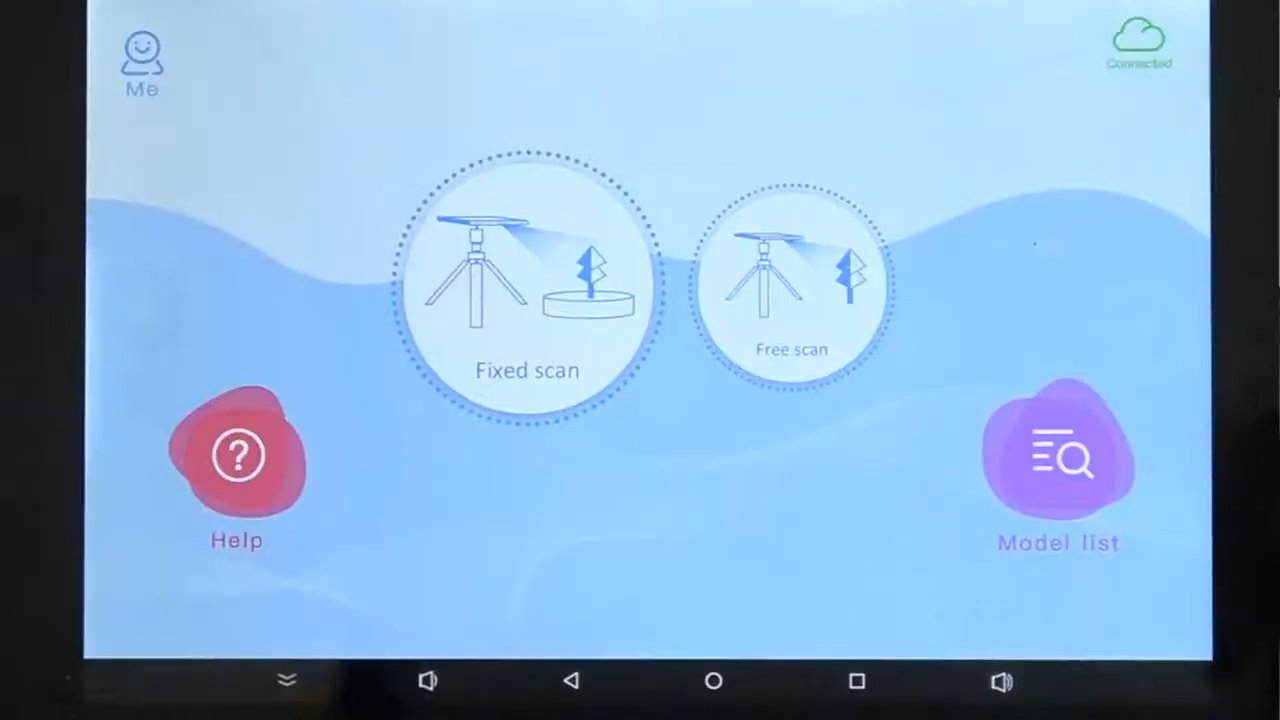 Me
Connected
Fixed scan
Free scan
Help
Model list